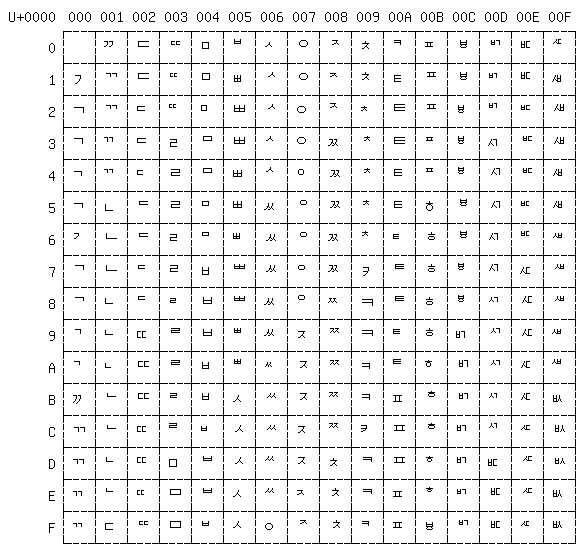 U+0000 000 001 002 003 004 005 006 007 008 009 00A 00B 00C 00D 00E 00F
0 ㄲ ㄷ ㄸ ㅁ ㅂ ㅅ ㅇ ㅈ ㅊ ㅋ ㅍ ㅸ ㅲ ㅳ ㅼ
1 ㄱ ㄲ ㄷ ㄸ ㅁ ㅃ ㅅ ㅇ ㅈ ㅊ ㅌ ㅍ ㅸ ㅲ ㅳ ㅽ
2 ㄱ ㄲ ㄷ ㄸ ㅁ ㅃ ㅅ ㅇ ㅈ ㅊ ㅌ ㅍ ㅸ ㅲ ㅳ ㅽ
3 ㄱ ㄲ ㄷ ㄹ ㅁ ㅃ ㅅ ㅇ ㅉ ㅊ ㅌ ㅍ ㅸ ㅺ ㅳ ㅽ
4 ㄱ ㄲ ㄷ ㄹ ㅁ ㅃ ㅅ ㅇ ㅉ ㅊ ㅌ ㅍ ㅸ ㅺ ㅳ ㅽ
5 ㄱ ㄴ ㄷ ㄹ ㅁ ㅃ ㅆ ㅇ ㅉ ㅊ ㅌ ㅎ ㅸ ㅺ ㅳ ㅽ
6 ㄱ ㄴ ㄷ ㄹ ㅁ ㅃ ㅆ ㅇ ㅉ ㅊ ㅌ ㅎ ㅸ ㅺ ㅳ ㅽ
7 ㄱ ㄴ ㄷ ㄹ ㅂ ㅃ ㅆ ㅇ ㅉ ㅋ ㅌ ㅎ ㅸ ㅺ ㅼ ㅽ
8 ㄱ ㄴ ㄷ ㄹ ㅂ ㅃ ㅆ ㅇ ㅉ ㅋ ㅌ ㅎ ㅸ ㅺ ㅼ ㅽ
9 ㄱ ㄴ ㄸ ㄹ ㅂ ㅃ ㅆ ㅈ ㅉ ㅋ ㅌ ㅎ ㅲ ㅺ ㅼ ㅽ
A ㄱ ㄴ ㄸ ㄹ ㅂ ㅃ ㅆ ㅈ ㅉ ㅋ ㅌ ㅎ ㅲ ㅺ ㅼ ㅽ
B ㄲ ㄴ ㄸ ㄹ ㅂ ㅅ ㅆ ㅈ ㅉ ㅋ ㅍ ㅎ ㅲ ㅺ ㅼ ㅄ
C ㄲ ㄴ ㄸ ㄹ ㅂ ㅅ ㅆ ㅈ ㅉ ㅋ ㅍ ㅎ ㅲ ㅺ ㅼ ㅄ
D ㄲ ㄴ ㄸ ㅁ ㅂ ㅅ ㅆ ㅈ ㅊ ㅋ ㅍ ㅎ ㅲ ㅳ ㅼ ㅄ
E ㄲ ㄴ ㄸ ㅁ ㅂ ㅅ ㅆ ㅈ ㅊ ㅋ ㅍ ㅎ ㅲ ㅳ ㅼ ㅄ
F ㄲ ㄷ ㄸ ㅁ ㅂ ㅅ ㅇ ㅈ ㅊ ㅋ ㅍ ㅸ ㅲ ㅳ ㅼ ㅄ